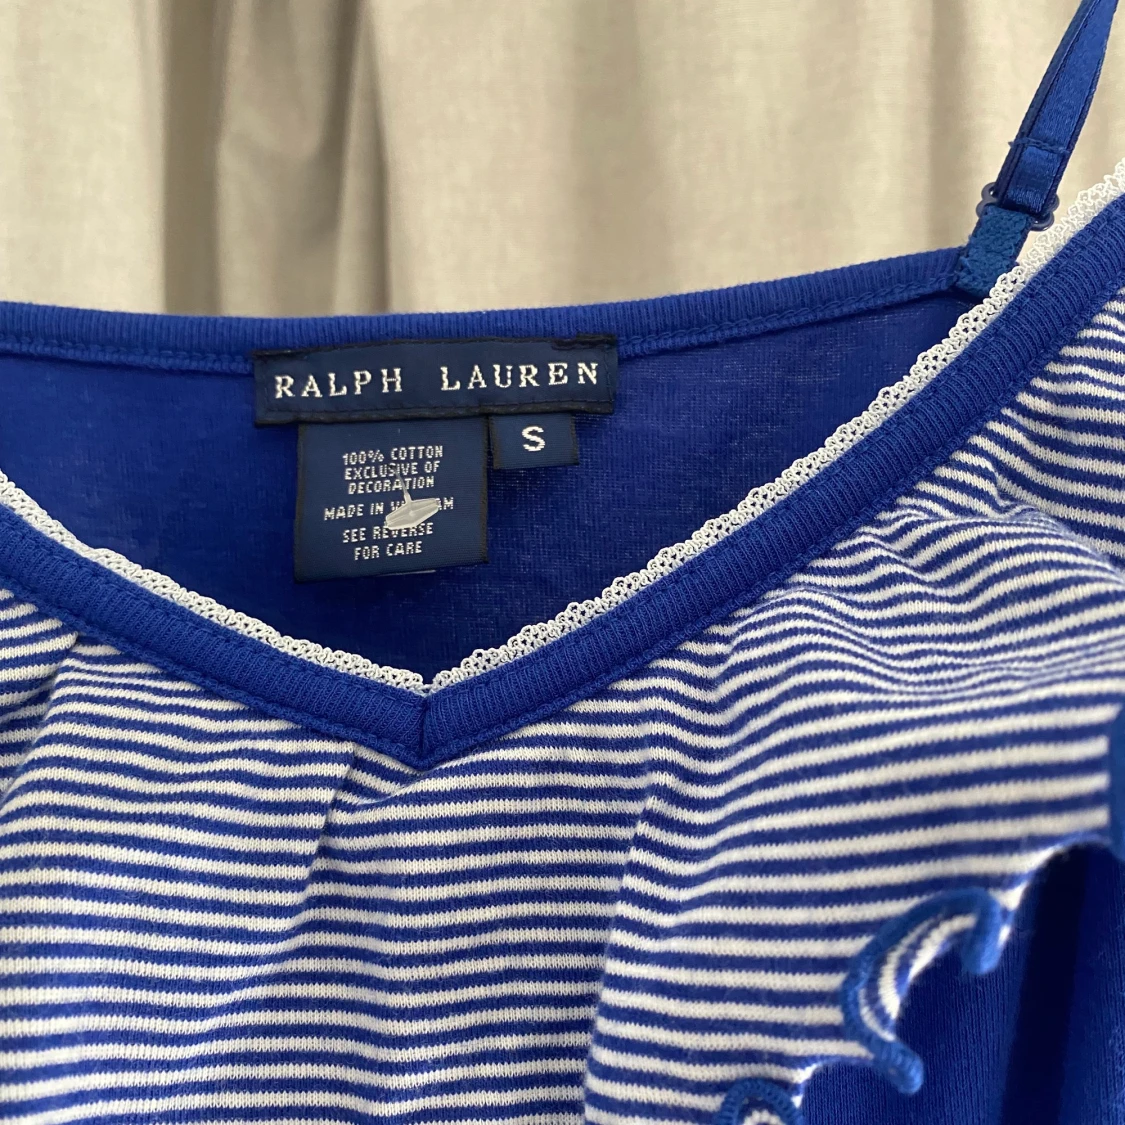 RALPH LAUREN
S
100% COTTON
EXCLUSIVE OF
DECORATION
MADE IN
SEE REVERSE
FOR CARE